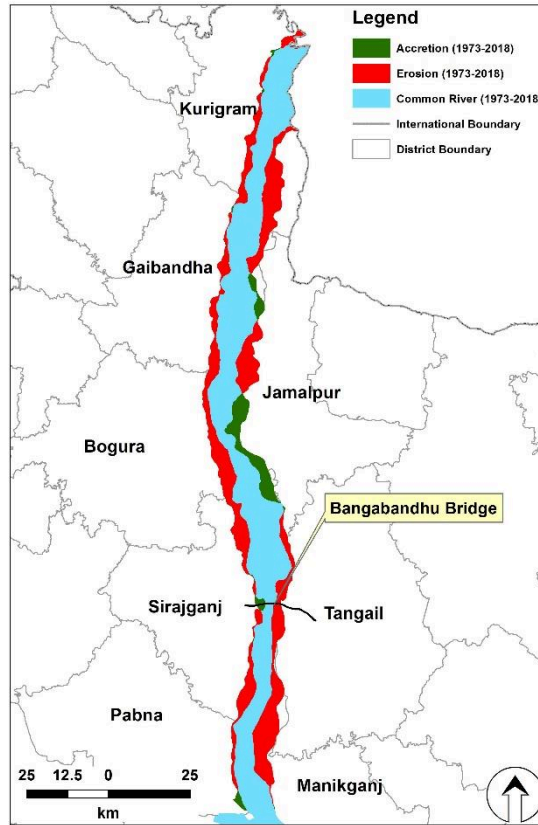 Legend
Accretion (1973-2018)
Erosion (1973-2018)
Common River (1973-2018
International Boundary
District Boundary
Kurigram
Gaibandha
Jamalpur
Bogura
Bangabandhu Bridge
Sirajganj
Tangail
Pabna
Manikganj
25 12.5 0 25
km